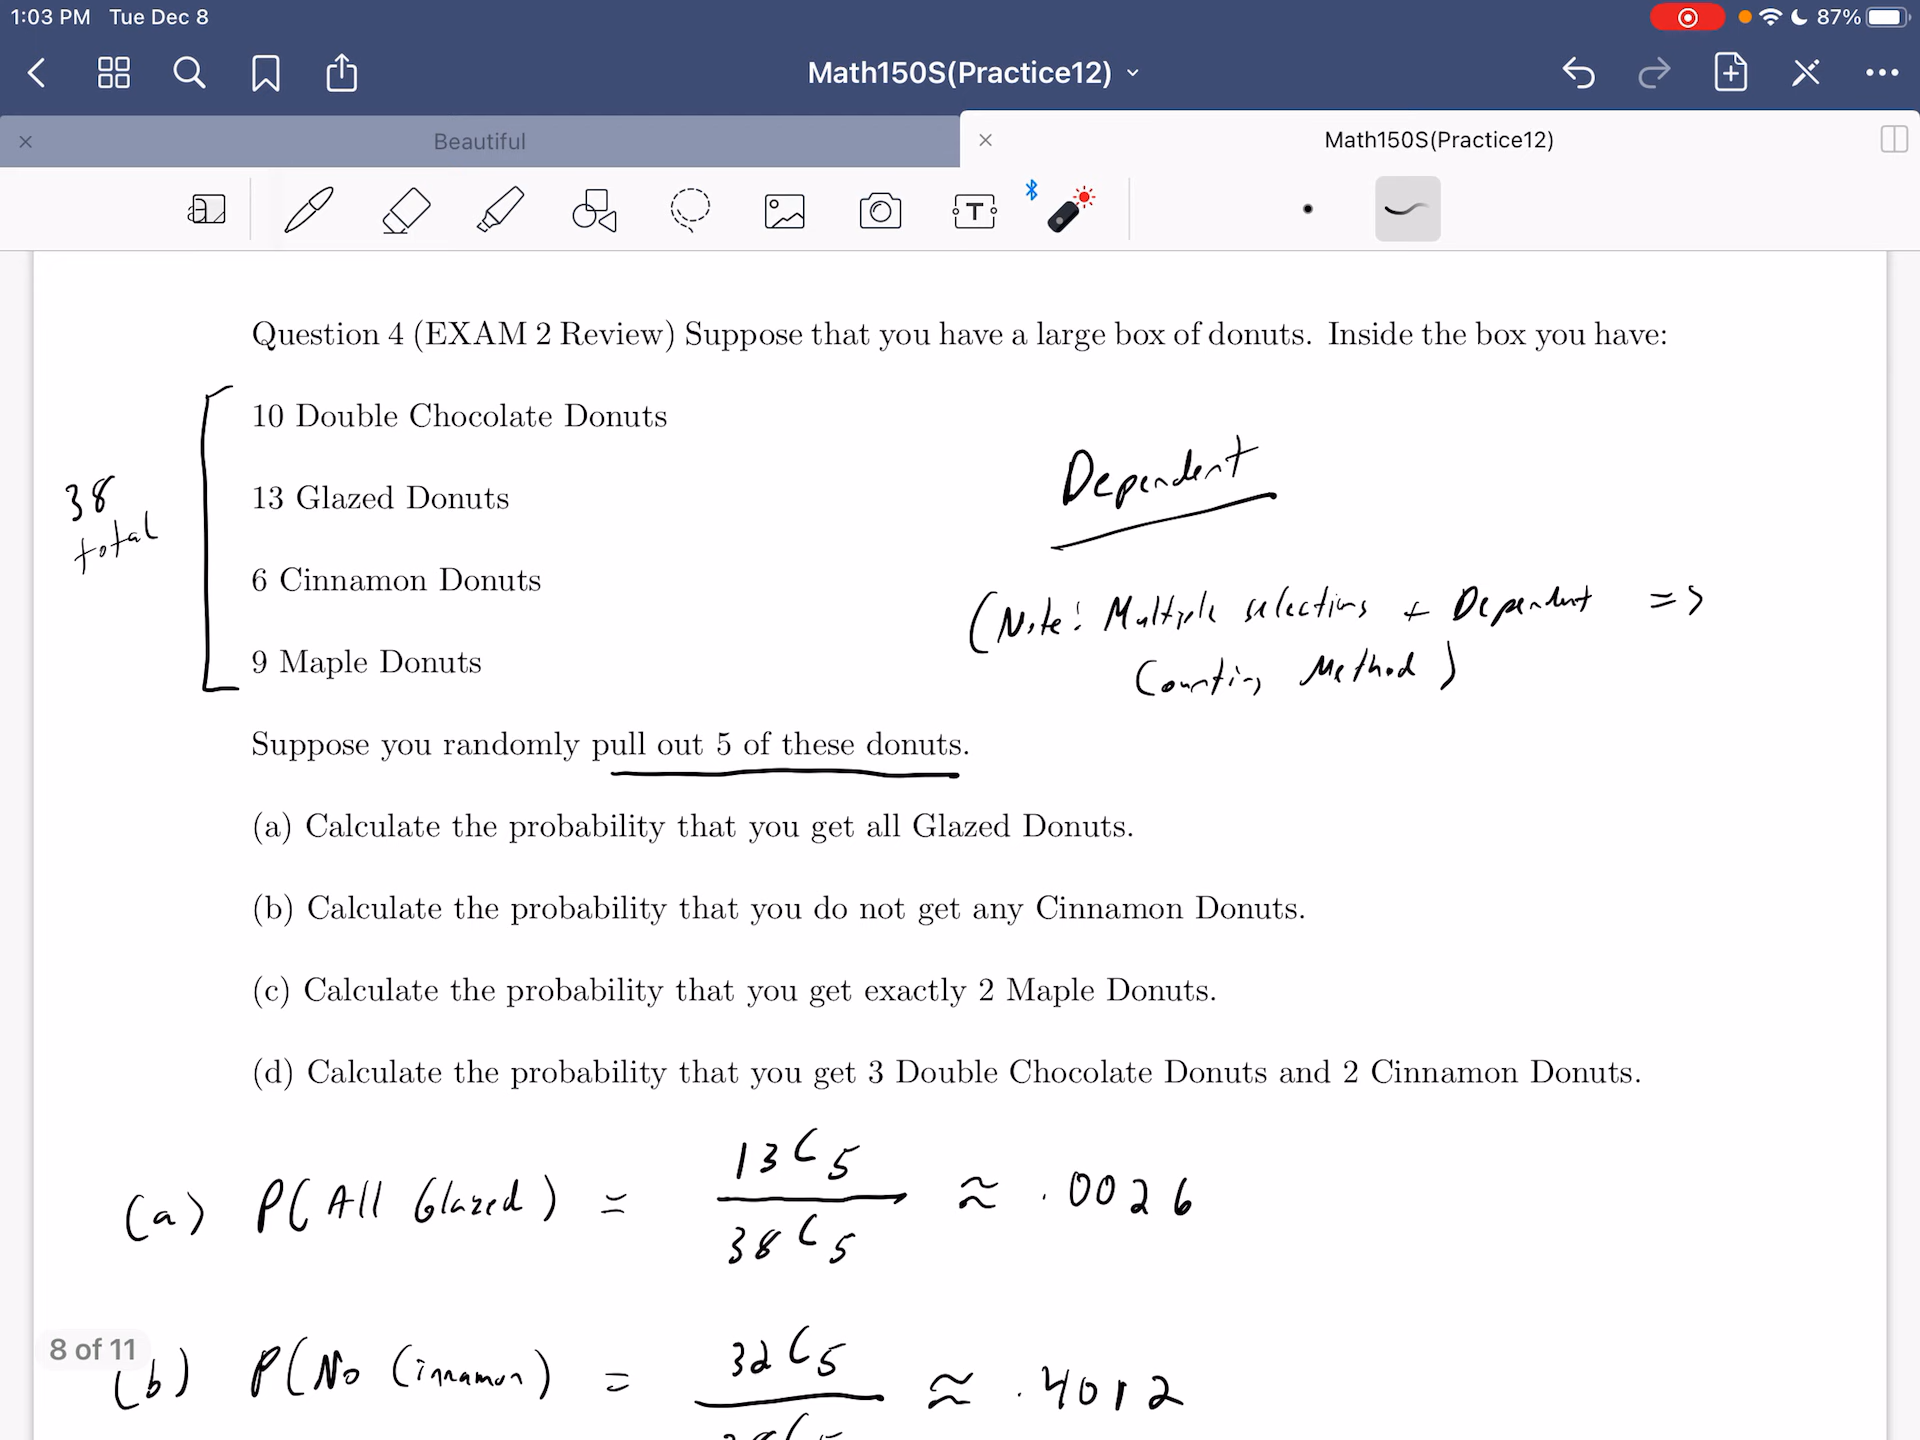 1:03 PM Tue Dec 8
87%
Math150S(Practice12)
Beautiful
Math150S(Practice12)
Question 4 (EXAM 2 Review) Suppose that you have a large box of donuts. Inside the box you have:
10 Double Chocolate Donuts
13 Glazed Donuts
6 Cinnamon Donuts
9 Maple Donuts
38
total
Dependent
(Note: Multiple selections + Dependent =>
Counting Method)
Suppose you randomly pull out 5 of these donuts.
(a) Calculate the probability that you get all Glazed Donuts.
(b) Calculate the probability that you do not get any Cinnamon Donuts.
(c) Calculate the probability that you get exactly 2 Maple Donuts.
(d) Calculate the probability that you get 3 Double Chocolate Donuts and 2 Cinnamon Donuts.
(a) P(All Glazed) = 13C5 / 38C5 ≈ .0026
8 of 11
(b) P(No Cinnamon) = 32C5 ≈ .4012